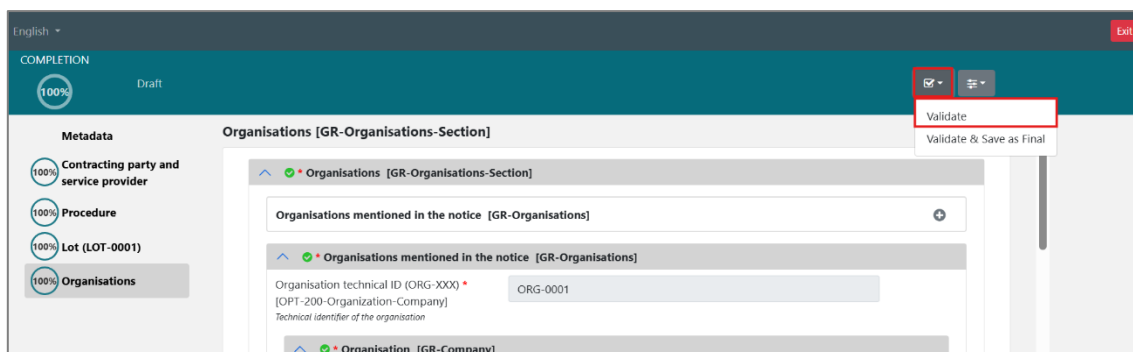 English
Exit
COMPLETION
100%
Draft
Validate
Validate & Save as Final
Metadata
100% Contracting party and
service provider
100% Procedure
100% Lot (LOT-0001)
100% Organisations
Organisations [GR-Organisations-Section]
* Organisations [GR-Organisations-Section]
Organisations mentioned in the notice [GR-Organisations]
* Organisations mentioned in the notice [GR-Organisations]
Organisation technical ID (ORG-XXX) *
[OPT-200-Organization-Company]
Technical identifier of the organisation
ORG-0001
* Organisation [GR-Company]